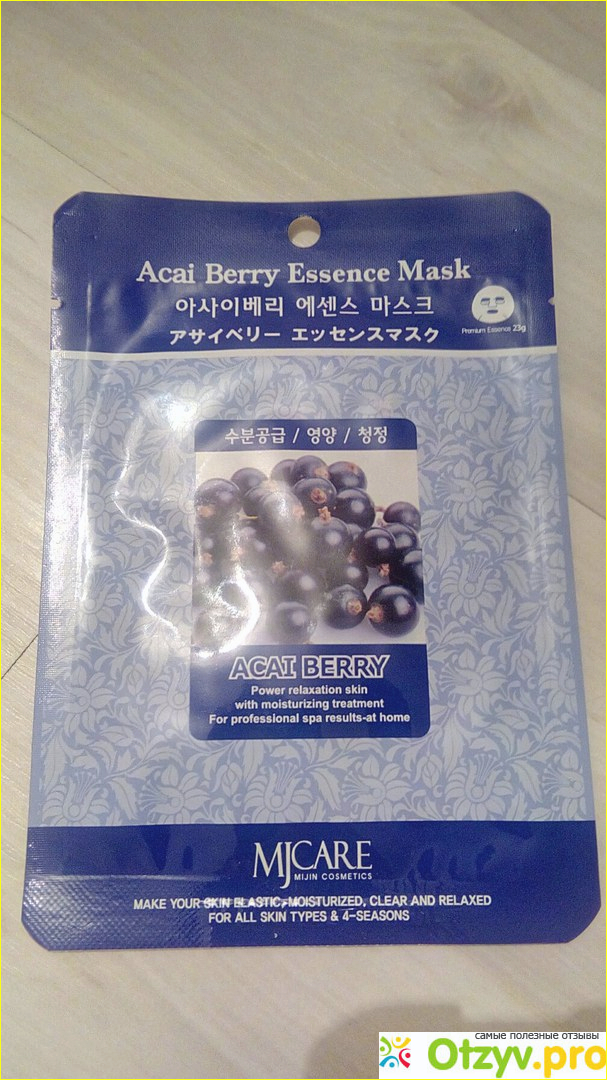 Acai Berry Essence Mask
아사이베리 에센스 마스크
アサイベリー エッセンスマスク
Premium Essence 23g
수분공급 / 영양 / 청정
ACAI BERRY
Power relaxation skin
with moisturizing treatment
For professional spa results-at home
MJCARE
MIJIN COSMETICS
MAKE YOUR SKIN ELASTIC, MOISTURIZED, CLEAR AND RELAXED
FOR ALL SKIN TYPES & 4-SEASONS
самые полезные отзывы
Otzyv.pro